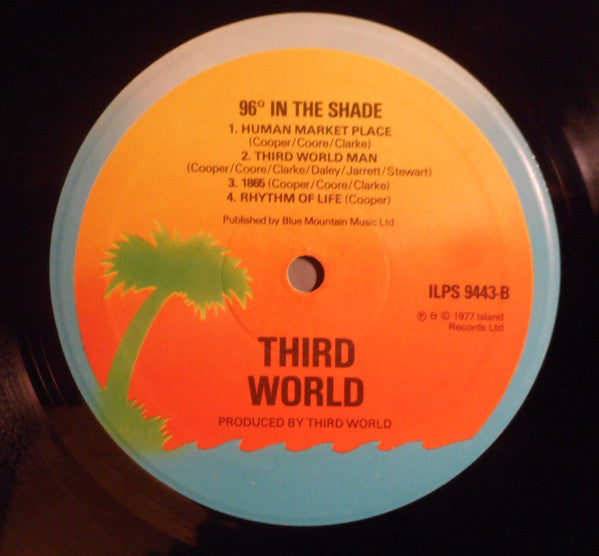 96º IN THE SHADE
1. HUMAN MARKET PLACE
(Cooper/Coore/Clarke)
2. THIRD WORLD MAN
(Cooper/Coore/Clarke/Daley/Jarrett/Stewart)
3. 1865 (Cooper/Coore/Clarke)
4. RHYTHM OF LIFE (Cooper)
Published by Blue Mountain Music Ltd
ILPS 9443-B
℗ & © 1977 Island
Records Ltd
THIRD
WORLD
PRODUCED BY THIRD WORLD